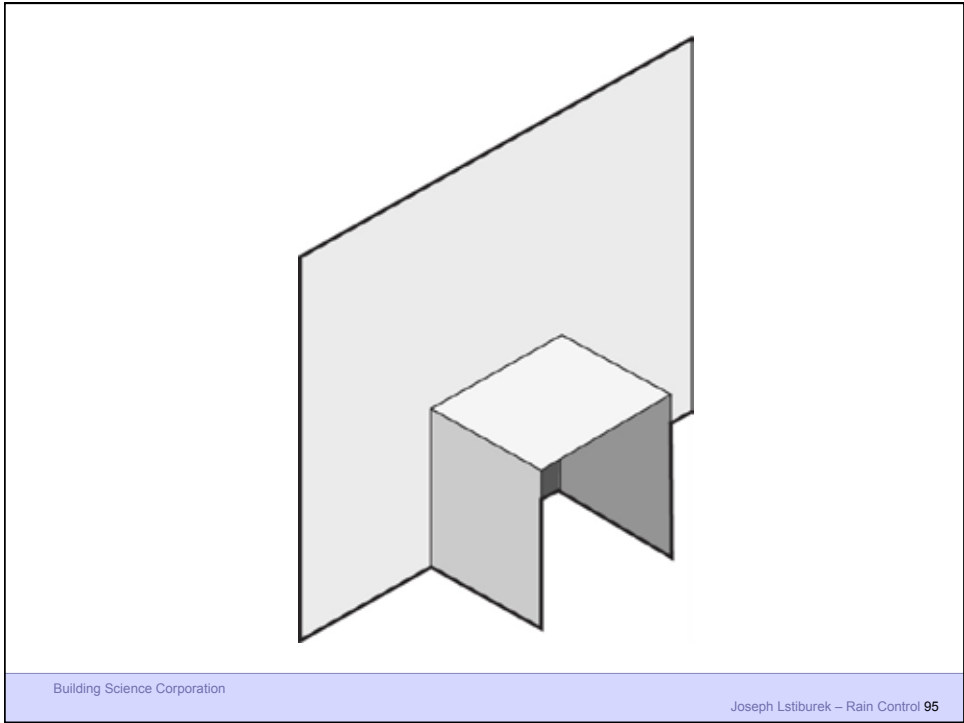 Building Science Corporation
Joseph Lstiburek – Rain Control 95